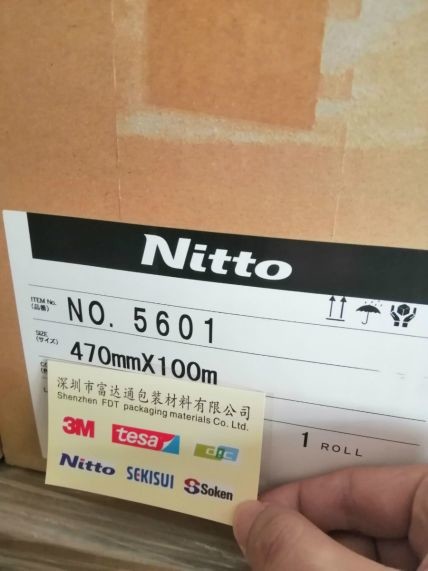 Nitto
ITEM No.
(品番)
NO. 5601
SIZE
(サイズ)
470mmX100m
1 ROLL
深圳市富达通包装材料有限公司
Shenzhen FDT packaging materials Co. Ltd.
3M tesa dic
Nitto SEKISUI Soken